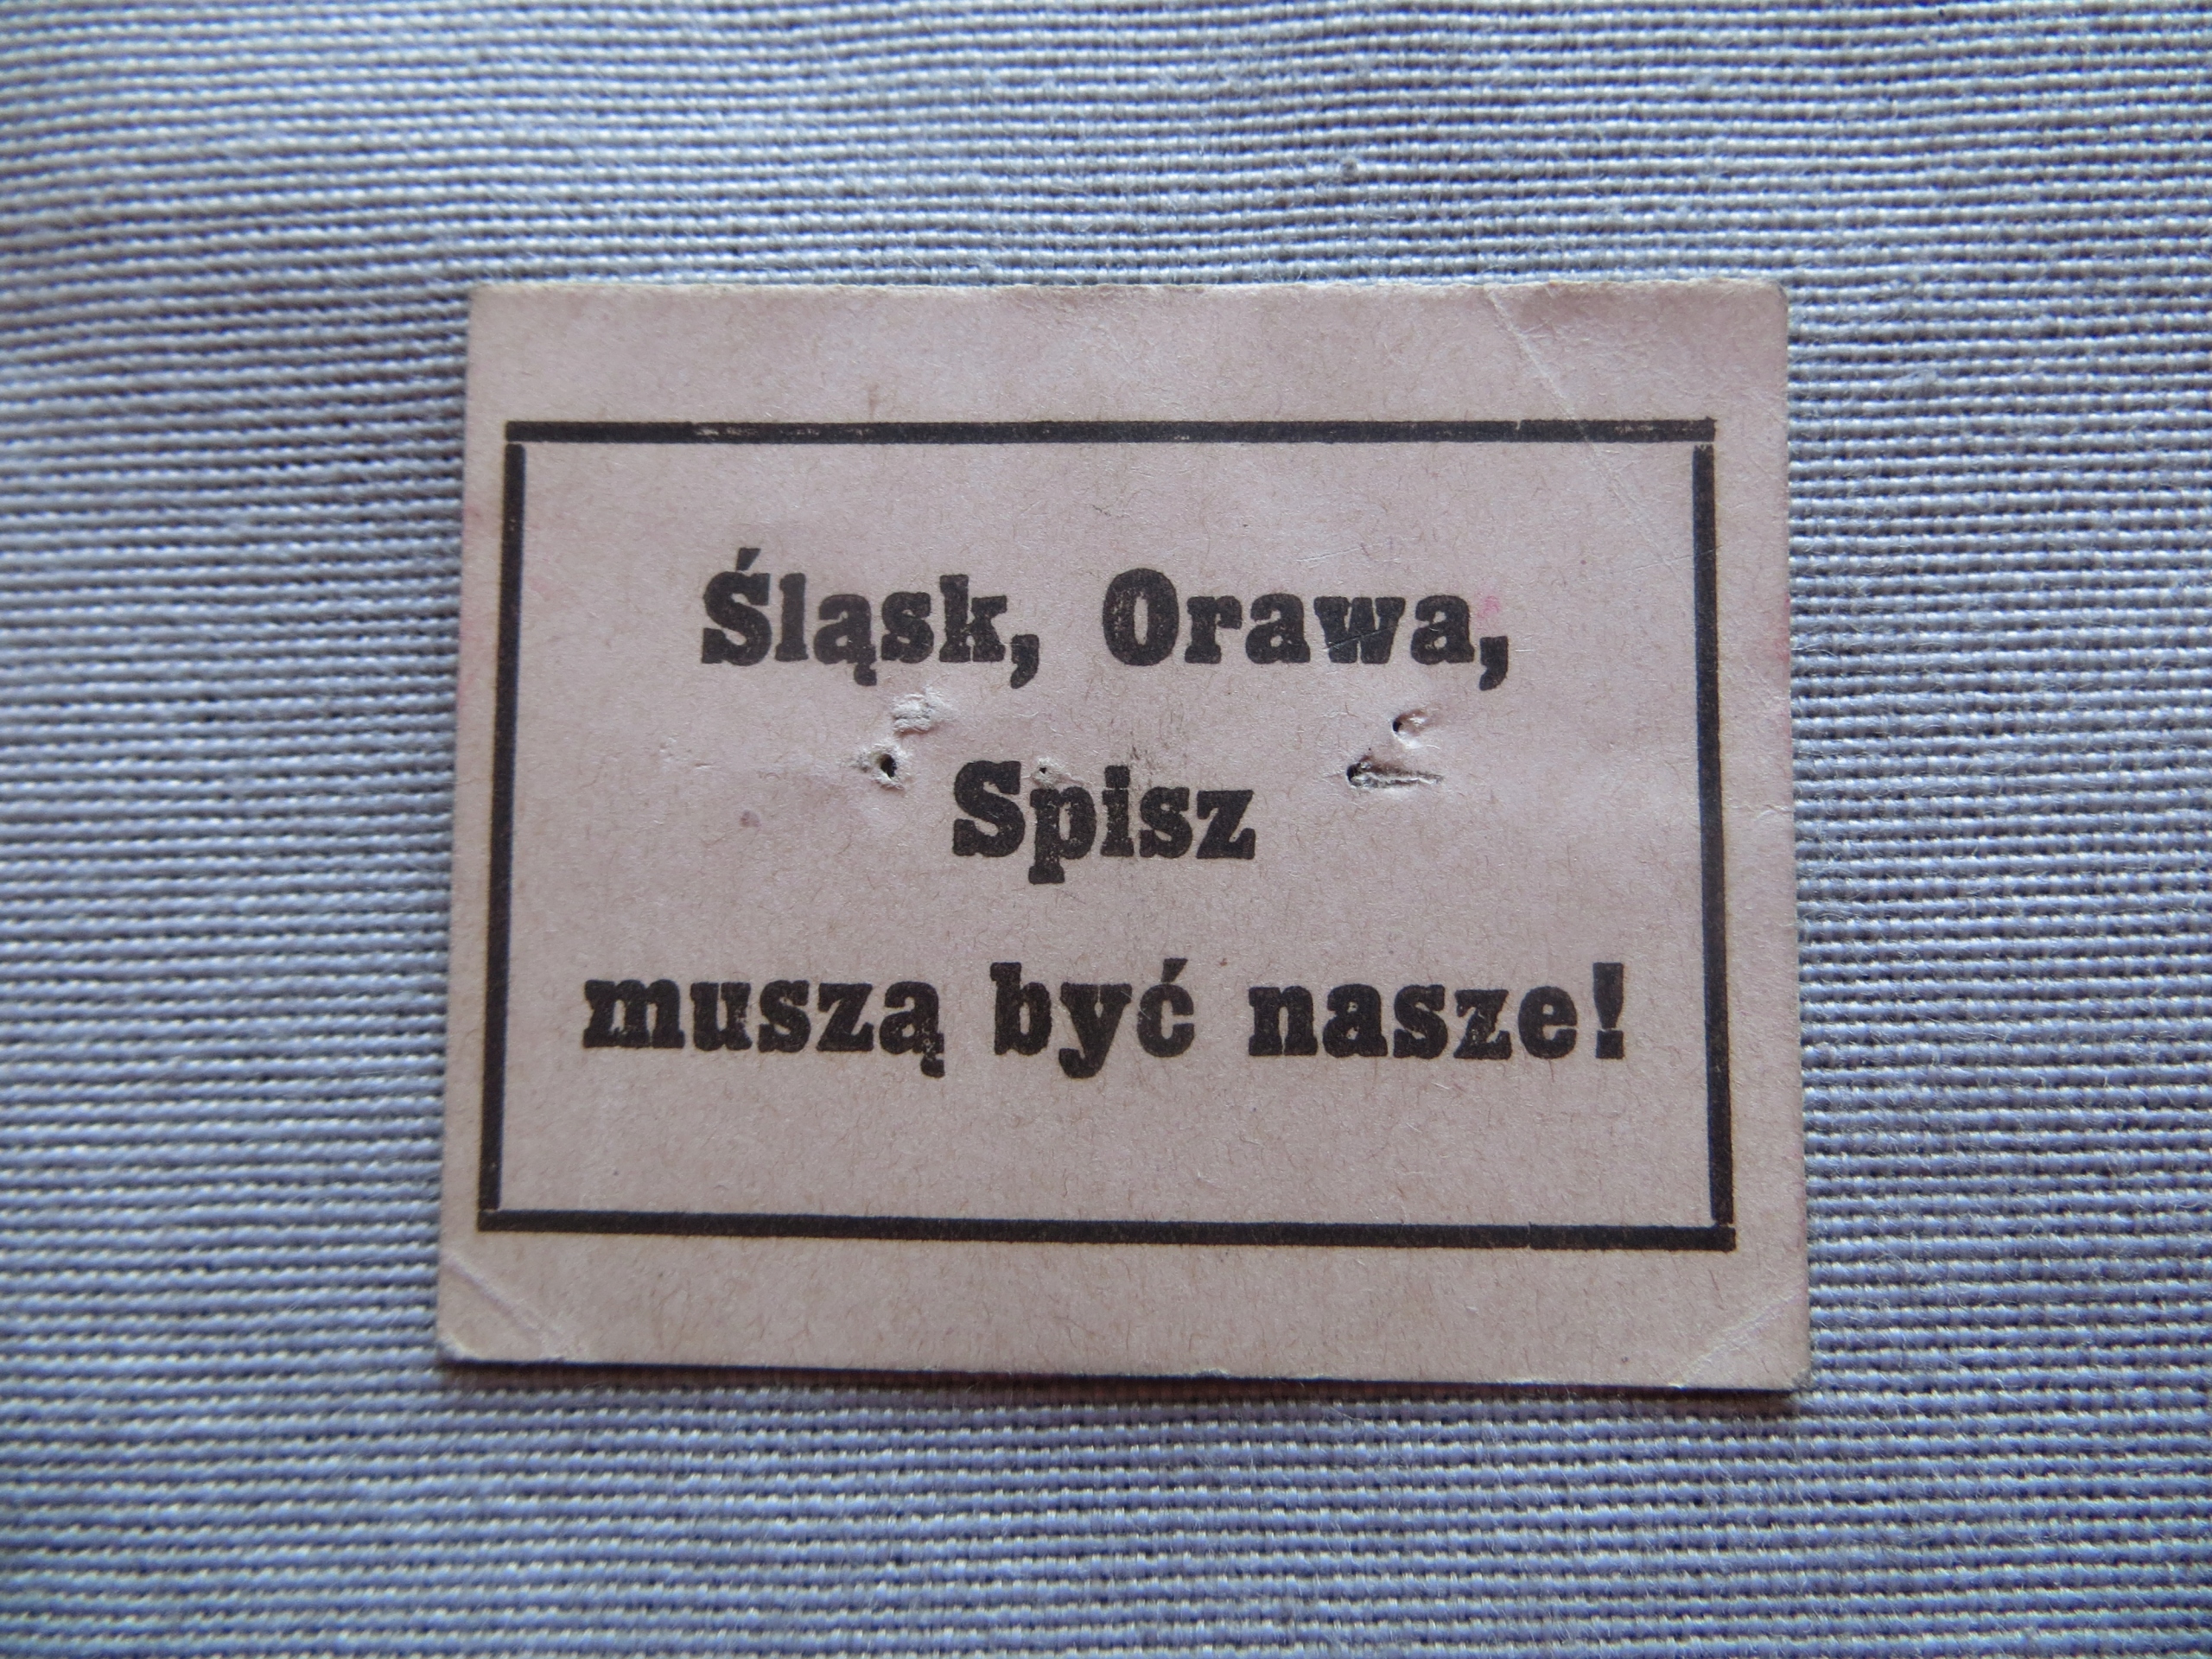 Śląsk, Orawa,
Spisz
muszą być nasze!